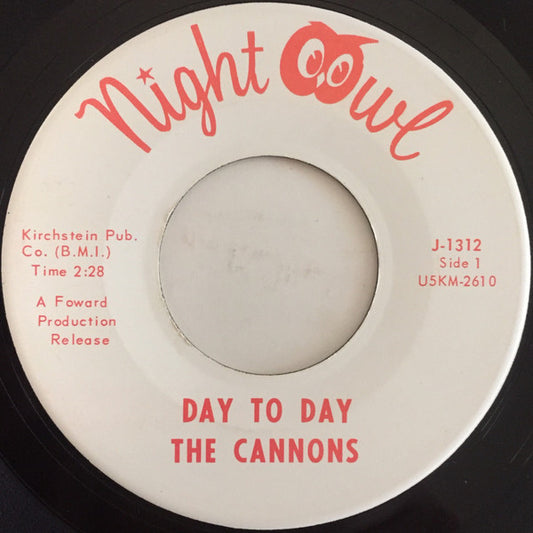 Night Owl
Kirchstein Pub.
Co. (B.M.I.)
Time 2:28
A Foward
Production
Release
J-1312
Side 1
U5KM-2610
DAY TO DAY
THE CANNONS